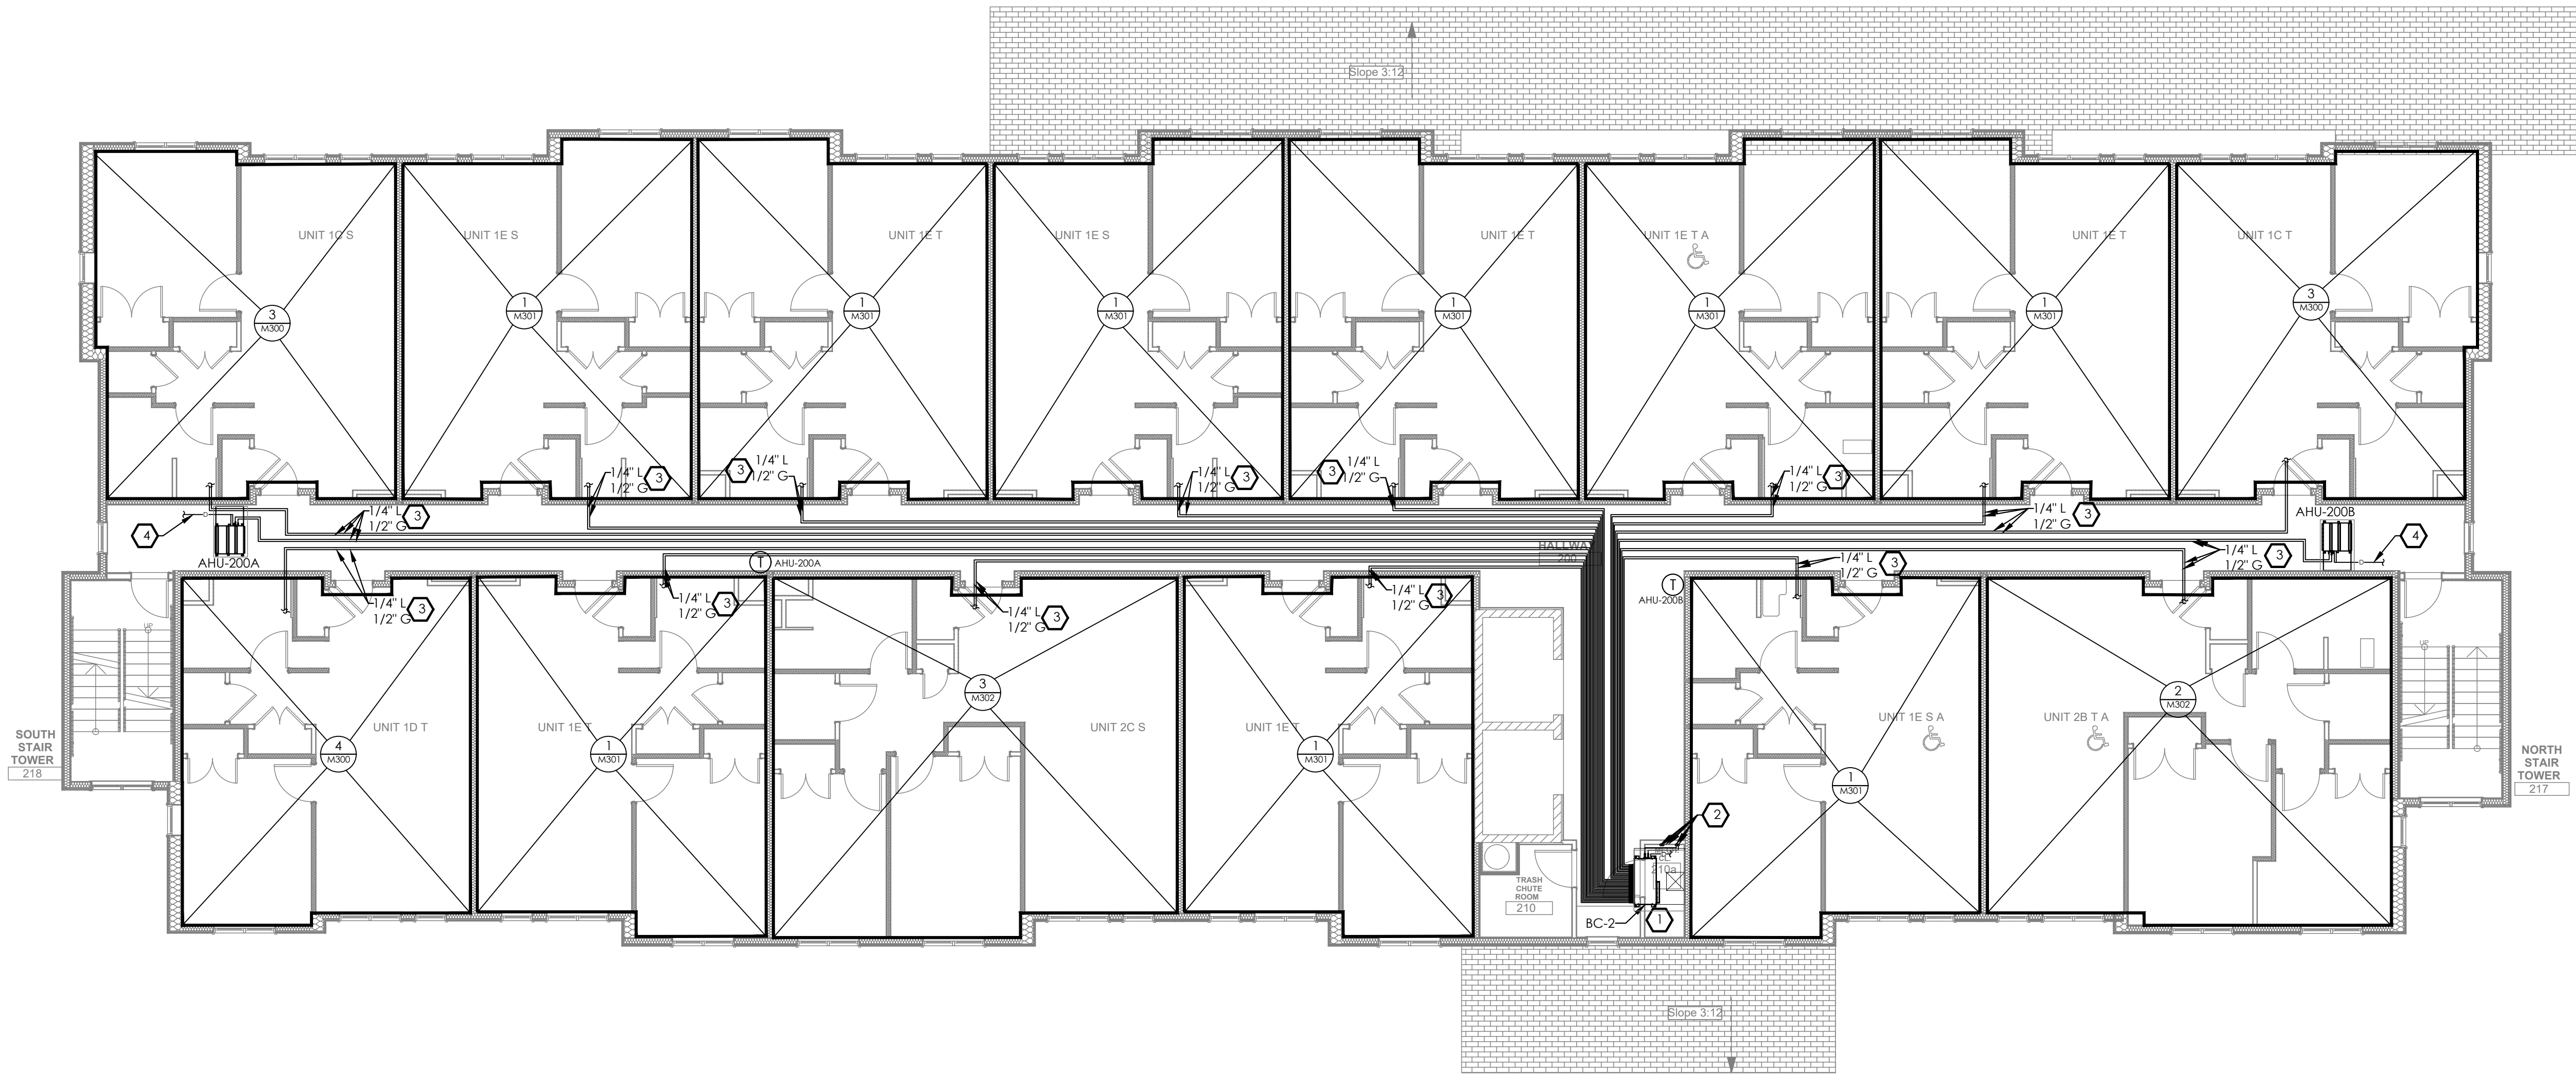 Slope 3:12
UNIT 1C S
UNIT 1E S
UNIT 1E T
UNIT 1E S
UNIT 1E T
UNIT 1E T A
UNIT 1E T
UNIT 1C T
3
M300
1
M301
1
M301
1
M301
1
M301
1
M301
1
M301
3
M300
1/4" L
1/2" G
3
3
1/4" L
1/2" G
1/4" L
1/2" G
3
3
1/4" L
1/2" G
1/4" L
1/2" G
3
1/4" L
1/2" G
3
1/4" L
1/2" G
3
AHU-200B
4
AHU-200A
4
HALLWAY
200
T
AHU-200A
1/4" L
1/2" G
3
1/4" L
1/2" G
3
T
AHU-200B
1/4" L
1/2" G
3
1/4" L
1/2" G
3
1/4" L
1/2" G
3
1/4" L
1/2" G
3
UP
UP
SOUTH
STAIR
TOWER
218
UNIT 1D T
4
M300
UNIT 1E T
1
M301
3
M302
UNIT 2C S
UNIT 1E T
1
M301
UNIT 1E S A
1
M301
UNIT 2B T A
2
M302
NORTH
STAIR
TOWER
217
2
210a
TRASH
CHUTE
ROOM
210
BC-2
1
Slope 3:12